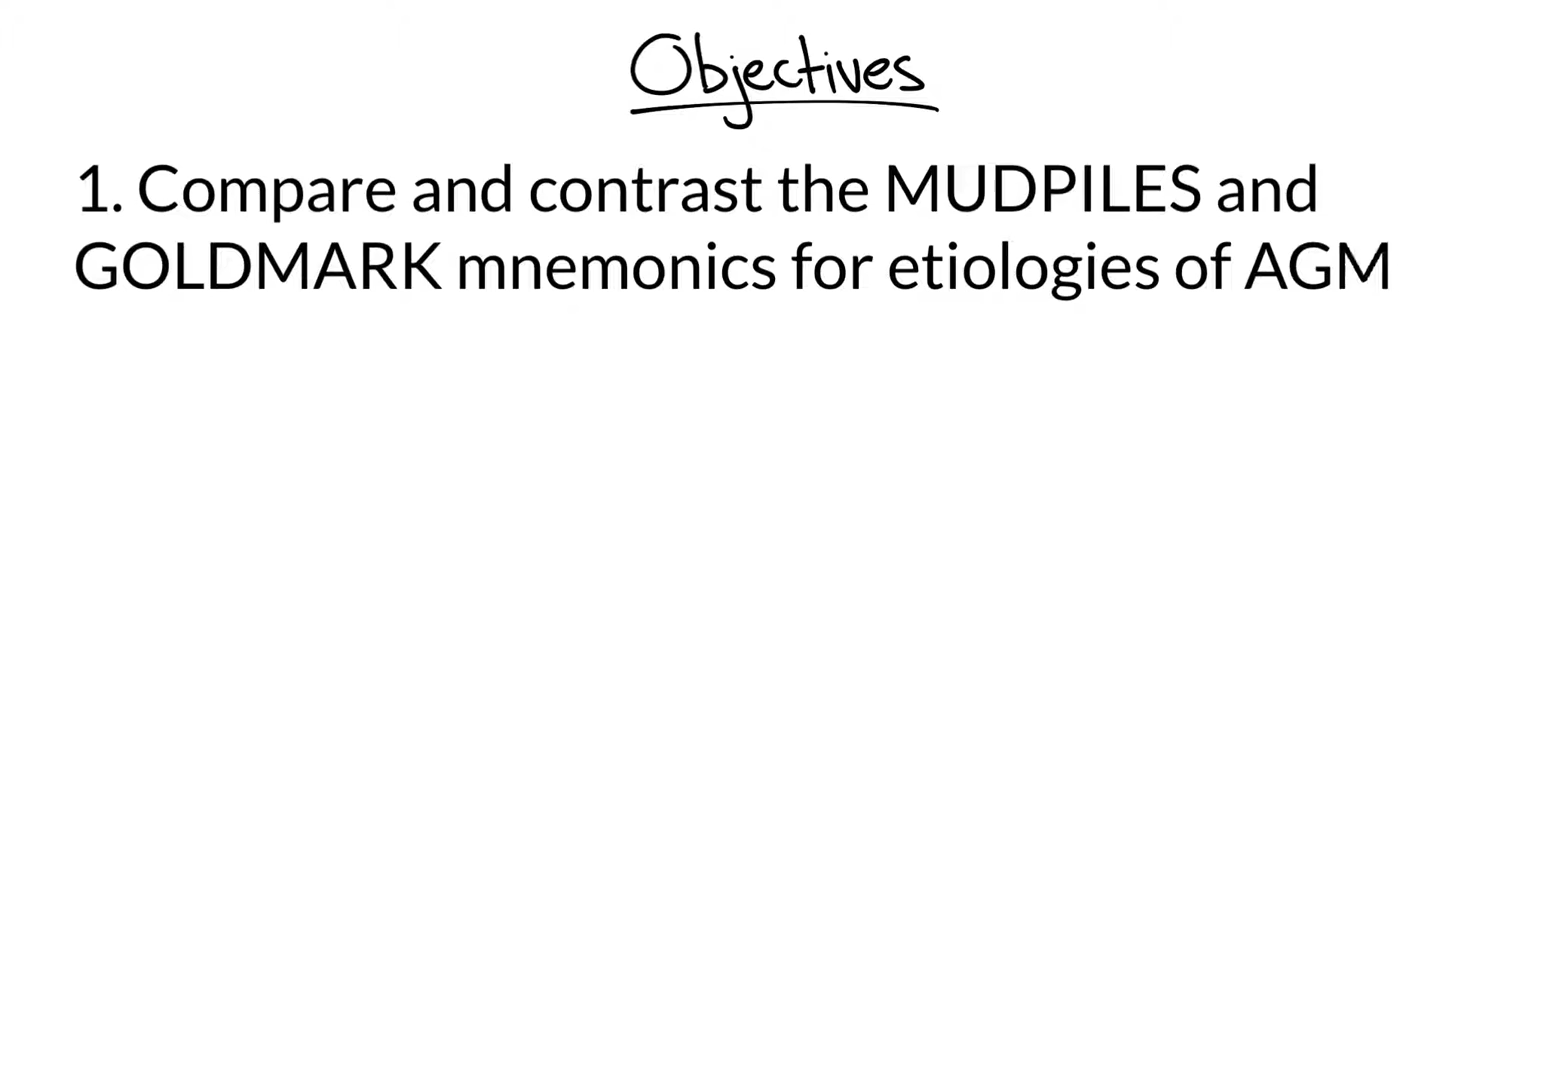 Objectives
1. Compare and contrast the MUDPILES and
GOLDMARK mnemonics for etiologies of AGM